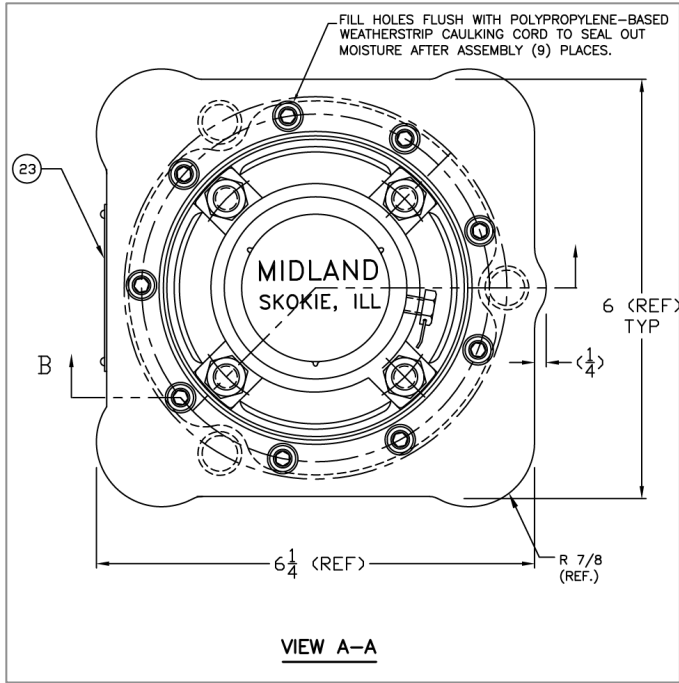 FILL HOLES FLUSH WITH POLYPROPYLENE-BASED
WEATHERSTRIP CAULKING CORD TO SEAL OUT
MOISTURE AFTER ASSEMBLY (9) PLACES.
23
MIDLAND
SKOKIE, ILL
6 (REF)
TYP
B
(1/4)
6 1/4 (REF)
R 7/8
(REF.)
VIEW A-A